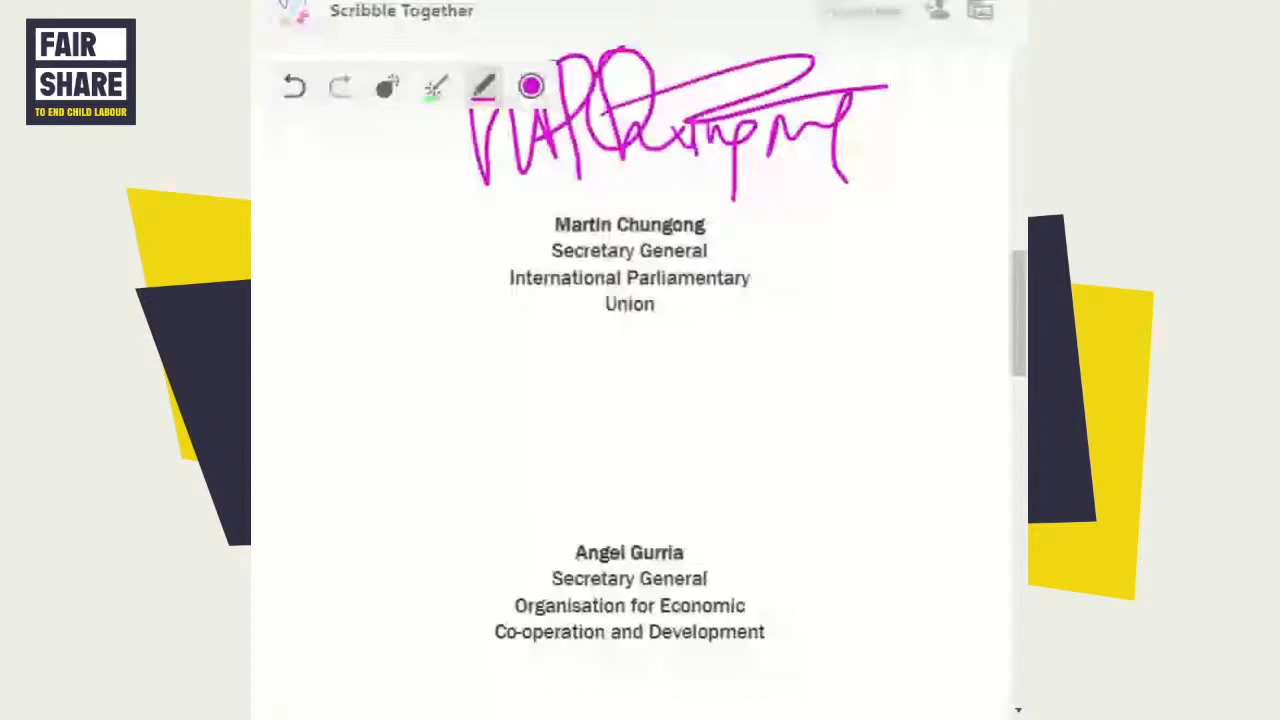 FAIR
SHARE
TO END CHILD LABOUR
Scribble Together
Martin Chungong
Secretary General
International Parliamentary
Union
Angel Gurria
Secretary General
Organisation for Economic
Co-operation and Development